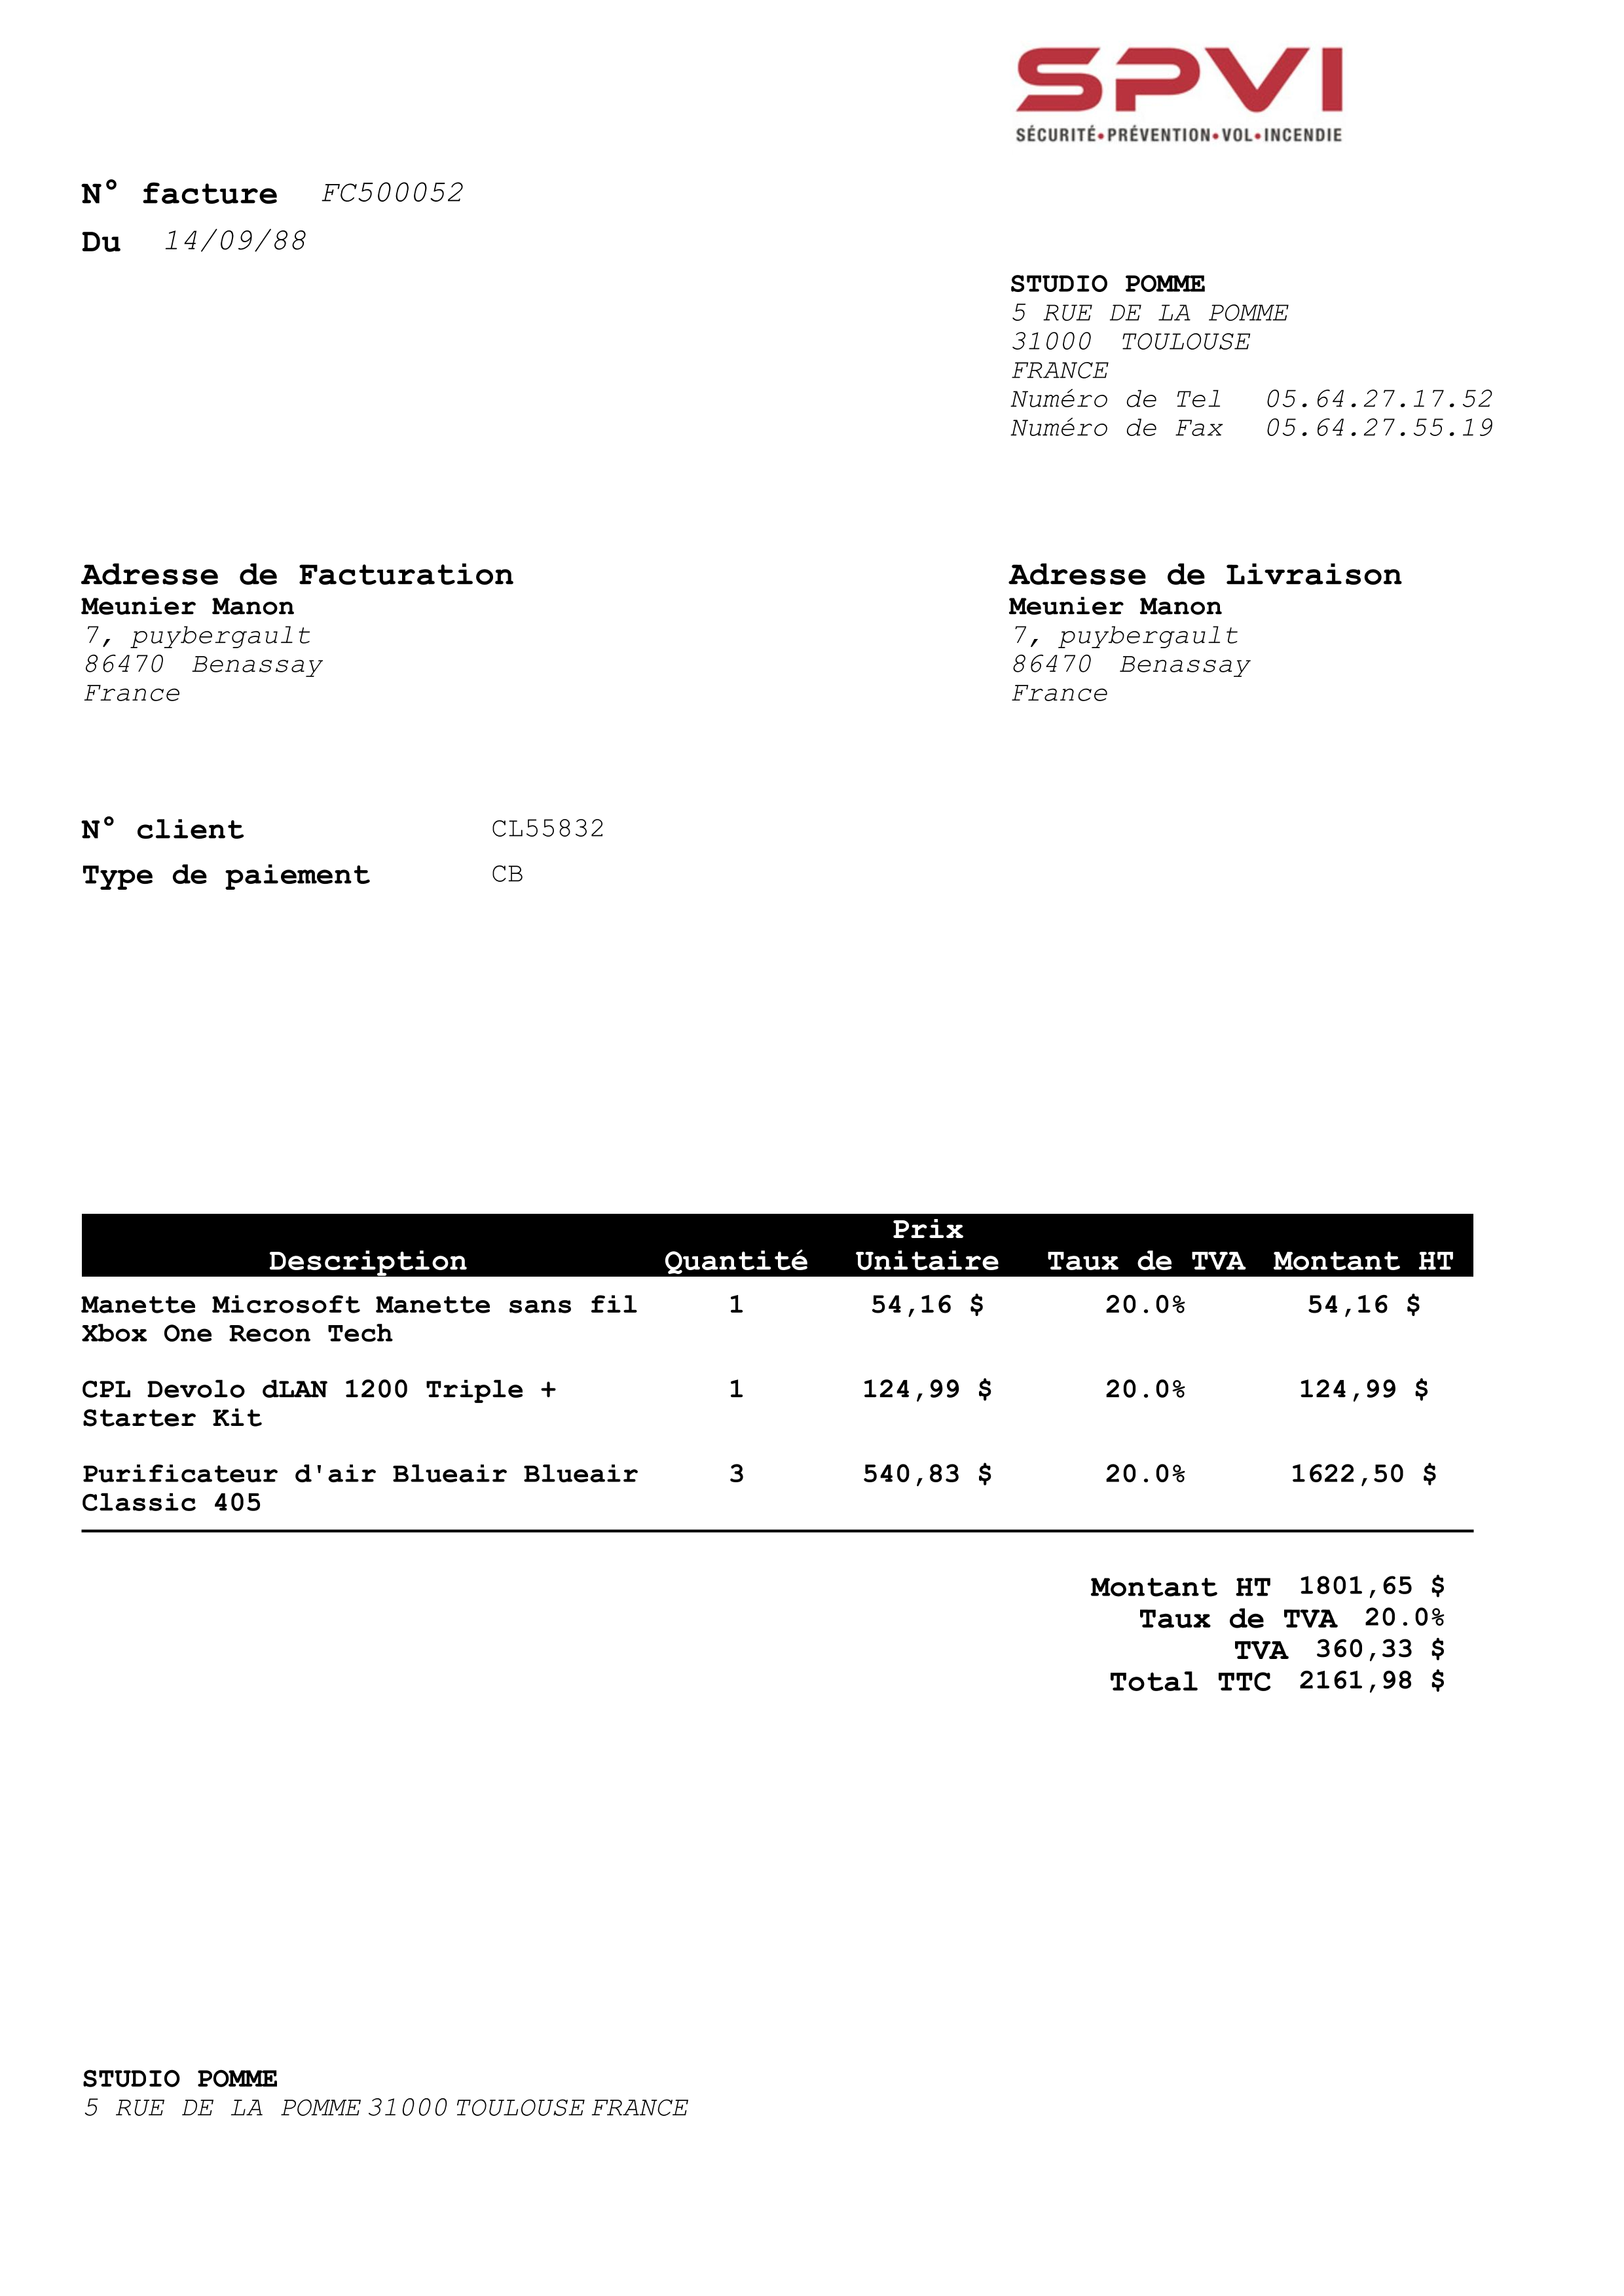 SPVI
SÉCURITÉ•PRÉVENTION•VOL•INCENDIE
N° facture FC500052
Du 14/09/88
STUDIO POMME
5 RUE DE LA POMME
31000 TOULOUSE
FRANCE
Numéro de Tel 05.64.27.17.52
Numéro de Fax 05.64.27.55.19
Adresse de Facturation
Meunier Manon
7, puybergault
86470 Benassay
France
Adresse de Livraison
Meunier Manon
7, puybergault
86470 Benassay
France
N° client CL55832
Type de paiement CB
Prix
Description Quantité Unitaire Taux de TVA Montant HT
Manette Microsoft Manette sans fil 1 54,16 $ 20.0% 54,16 $
Xbox One Recon Tech
CPL Devolo dLAN 1200 Triple + 1 124,99 $ 20.0% 124,99 $
Starter Kit
Purificateur d'air Blueair Blueair 3 540,83 $ 20.0% 1622,50 $
Classic 405
Montant HT 1801,65 $
Taux de TVA 20.0%
TVA 360,33 $
Total TTC 2161,98 $
STUDIO POMME
5 RUE DE LA POMME 31000 TOULOUSE FRANCE